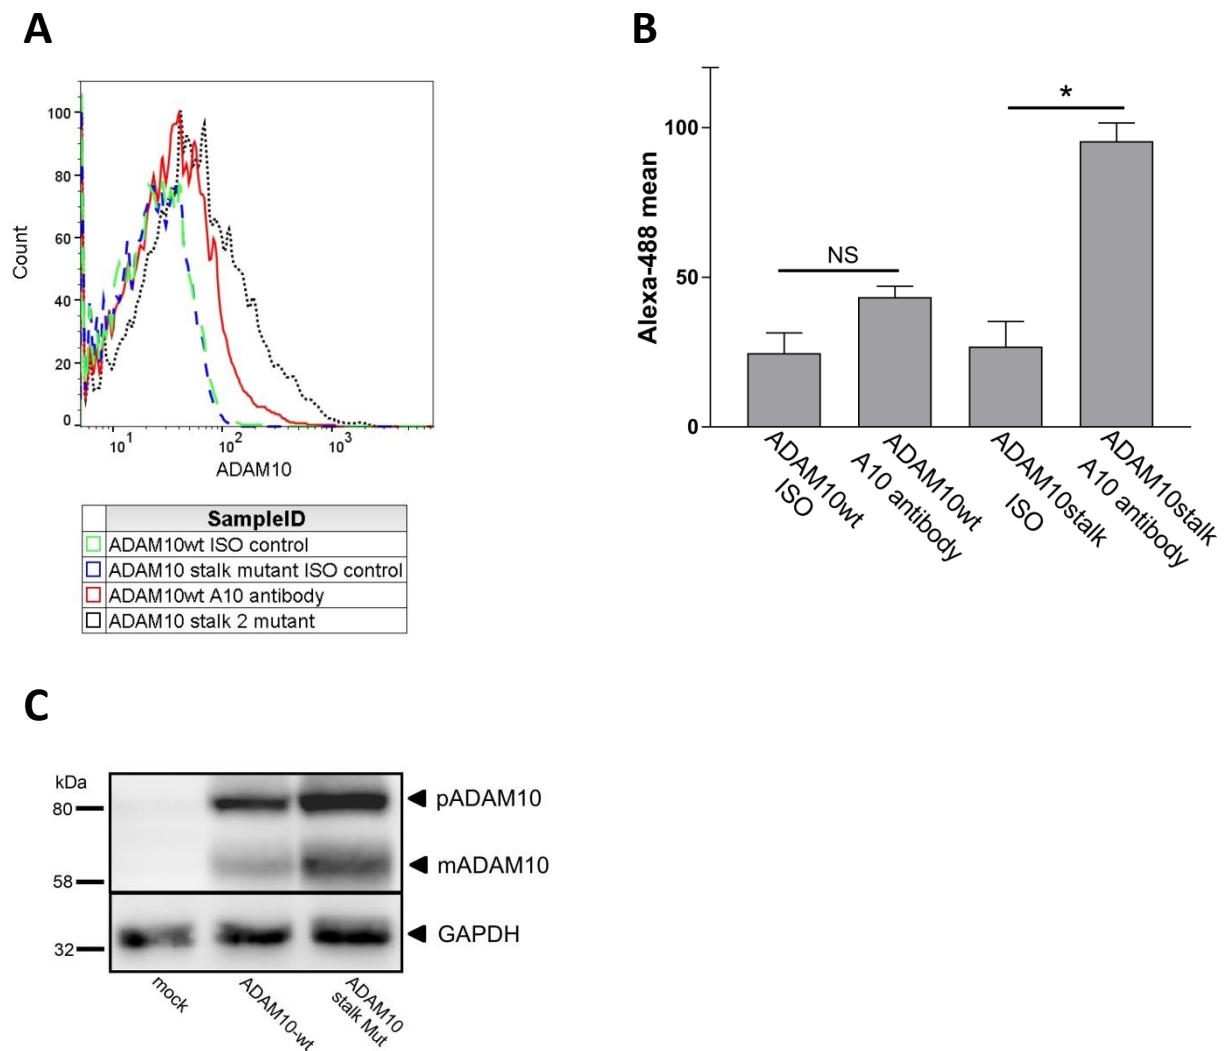 A
100
80
60
40
20
0
Count
10¹
10²
10³
ADAM10
SampleID
ADAM10wt ISO control
ADAM10 stalk mutant ISO control
ADAM10wt A10 antibody
ADAM10 stalk 2 mutant
B
Alexa-488 mean
100
50
0
NS
*
ADAM10wt
ISO
ADAM10wt
A10 antibody
ADAM10stalk
ISO
ADAM10stalk
A10 antibody
C
kDa
80
58
32
pADAM10
mADAM10
GAPDH
mock
ADAM10-wt
ADAM10
stalk Mut